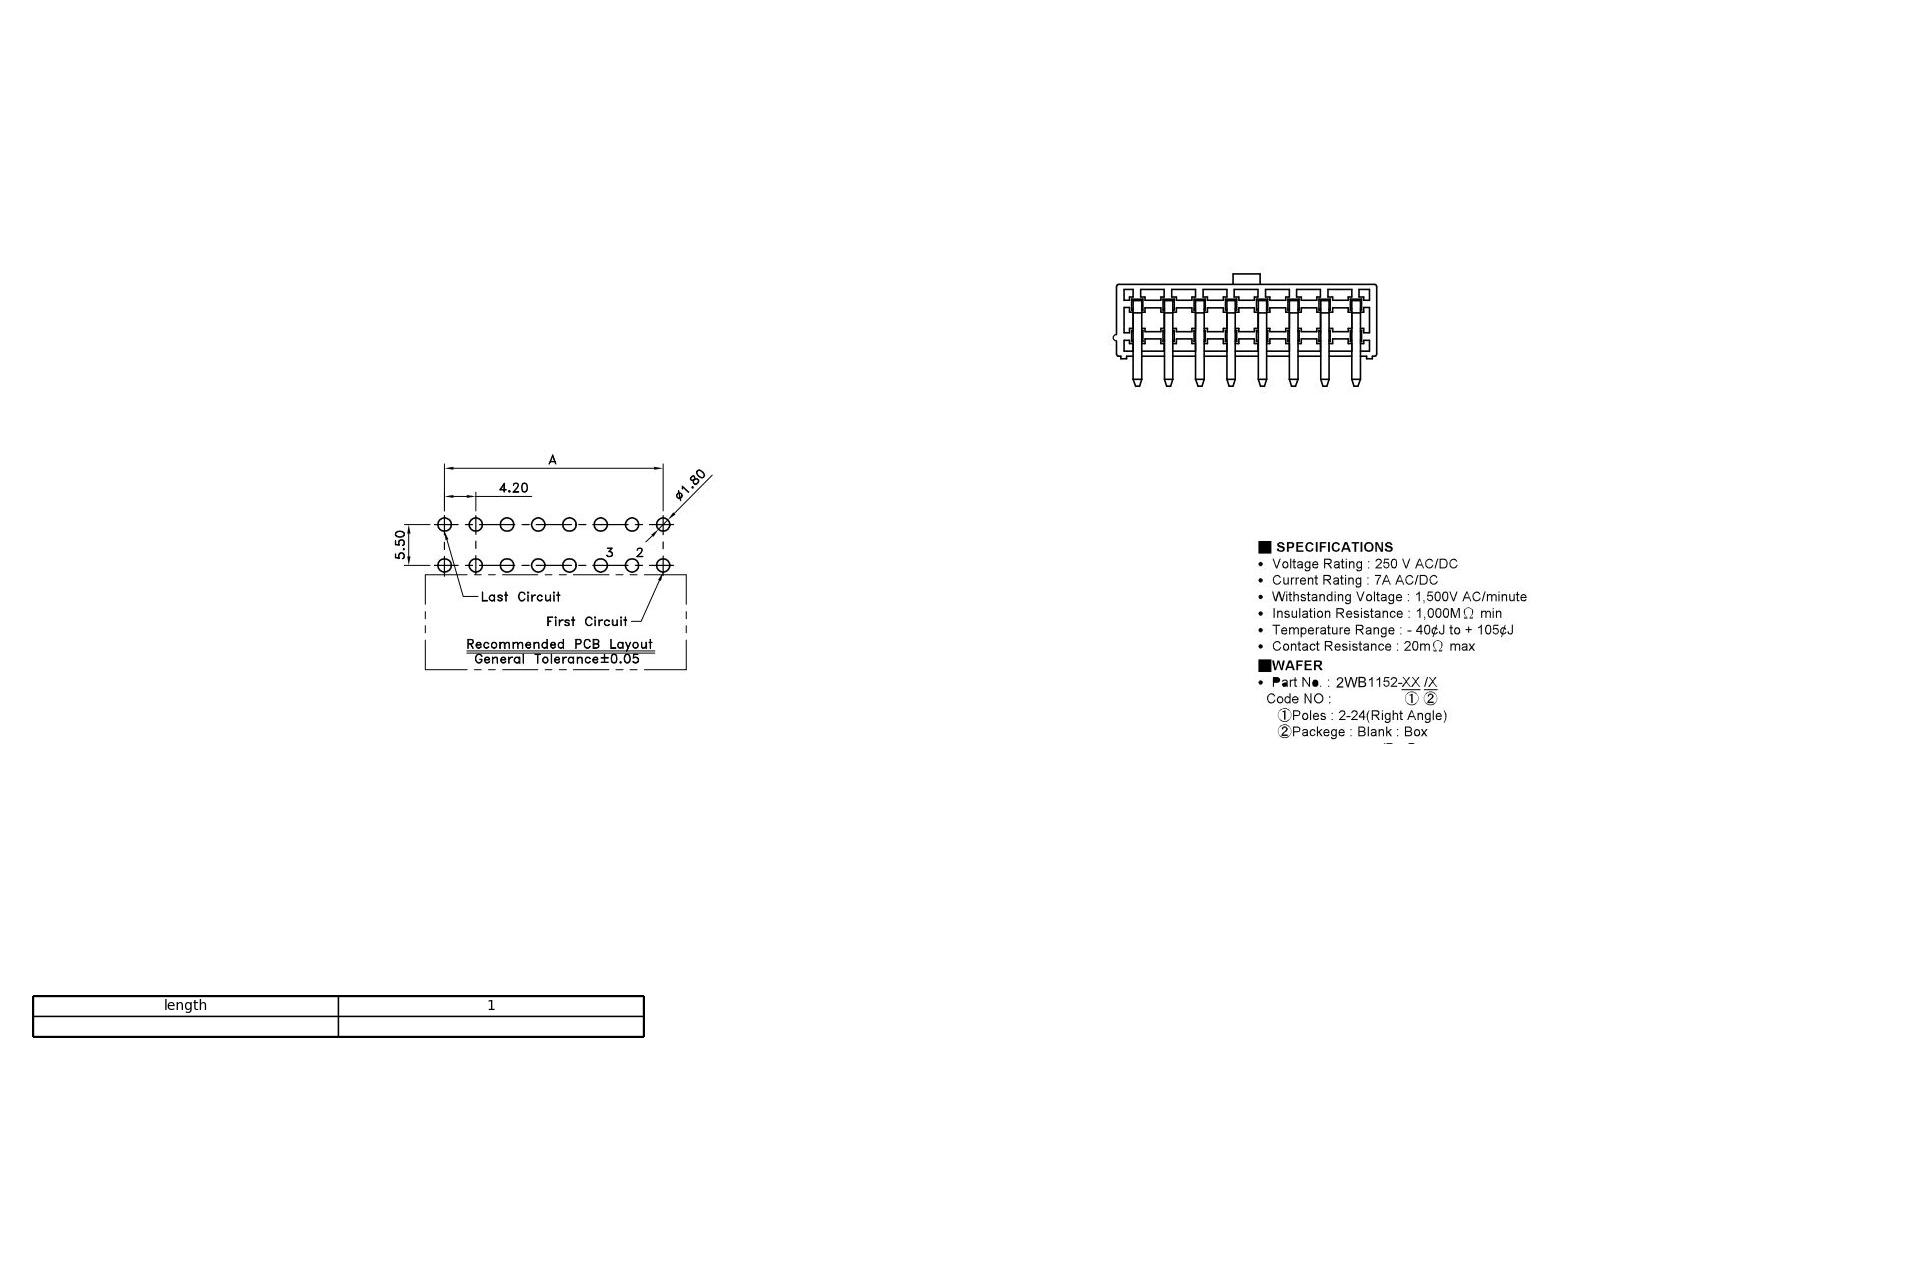 A
4.20
ø1.80
5.50
3 2
Last Circuit
First Circuit
Recommended PCB Layout
General Tolerance±0.05
■ SPECIFICATIONS
• Voltage Rating : 250 V AC/DC
• Current Rating : 7A AC/DC
• Withstanding Voltage : 1,500V AC/minute
• Insulation Resistance : 1,000MΩ min
• Temperature Range : - 40¢J to + 105¢J
• Contact Resistance : 20mΩ max
■WAFER
• Part No. : 2WB1152-XX /X
Code NO : ① ②
①Poles : 2-24(Right Angle)
②Packege : Blank : Box
length 1